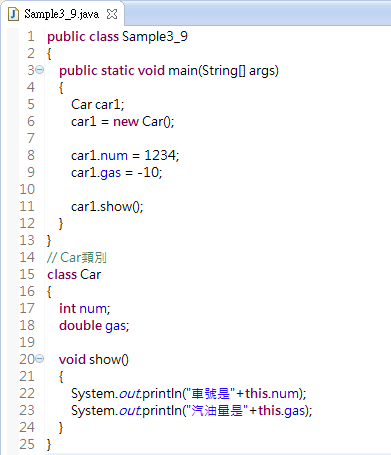 Sample3_9.java
1 public class Sample3_9
2 {
3 public static void main(String[] args)
4 {
5 Car car1;
6 car1 = new Car();
7
8 car1.num = 1234;
9 car1.gas = -10;
10
11 car1.show();
12 }
13 }
14 // Car類別
15 class Car
16 {
17 int num;
18 double gas;
19
20 void show()
21 {
22 System.out.println("車號是"+this.num);
23 System.out.println("汽油量是"+this.gas);
24 }
25 }